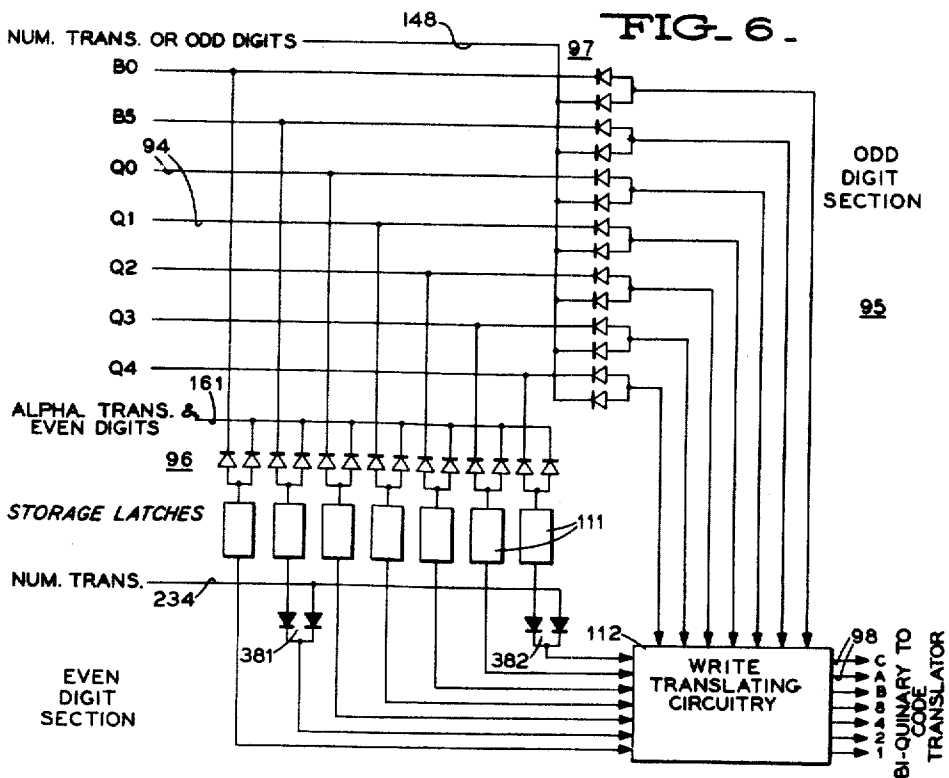 FIG_ 6_
148
NUM. TRANS. OR ODD DIGITS
97
B0
B5
94
Q0
Q1
Q2
Q3
Q4
ODD
DIGIT
SECTION
95
161
ALPHA. TRANS. &
EVEN DIGITS
96
STORAGE LATCHES
111
NUM. TRANS.
234
381
382
112
EVEN
DIGIT
SECTION
WRITE
TRANSLATING
CIRCUITRY
98
C
A
B
8
4
2
1
BI-QUINARY TO
CODE
TRANSLATOR